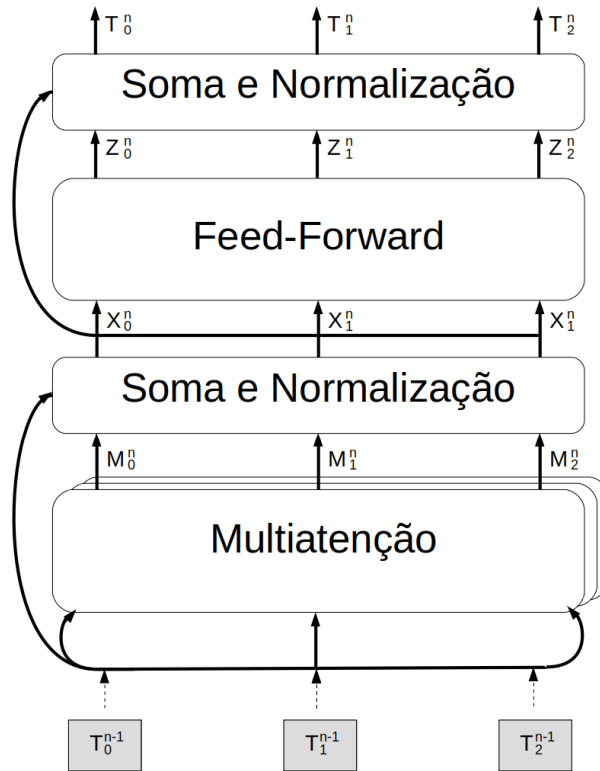 T₀ⁿ T₁ⁿ T₂ⁿ
Soma e Normalização
Z₀ⁿ Z₁ⁿ Z₂ⁿ
Feed-Forward
X₀ⁿ X₁ⁿ X₁ⁿ
Soma e Normalização
M₀ⁿ M₁ⁿ M₂ⁿ
Multiatenção
T₀ⁿ⁻¹ T₁ⁿ⁻¹ T₂ⁿ⁻¹